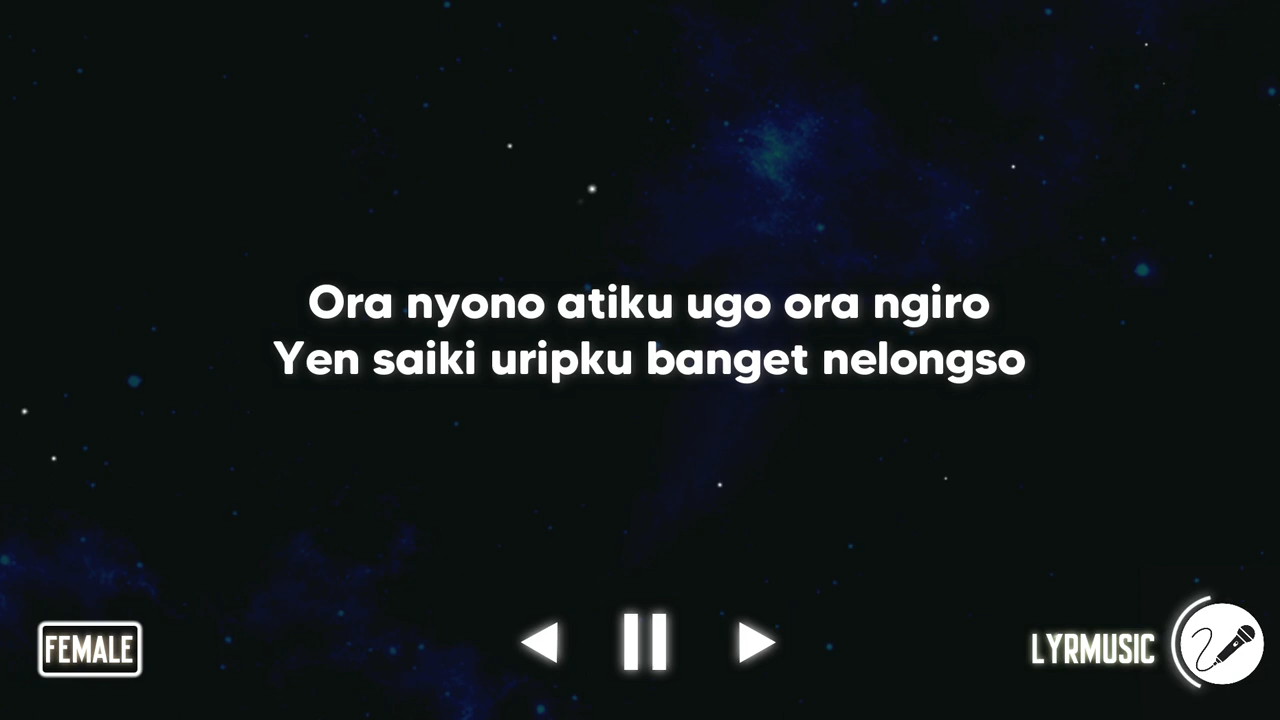 Ora nyono atiku ugo ora ngiro
Yen saiki uripku banget nelongso
FEMALE
LYRMUSIC